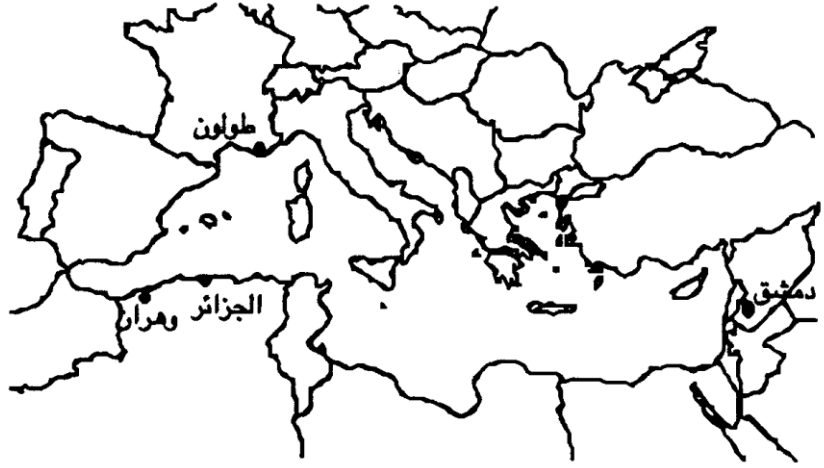 طولون
الجزائر
وهران
دمشق